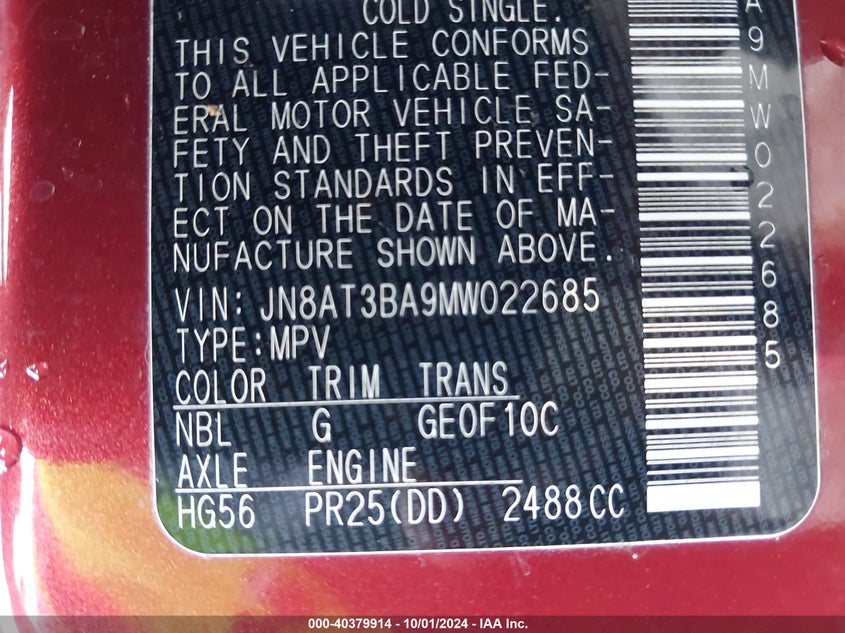 COLD SINGLE.
THIS VEHICLE CONFORMS
TO ALL APPLICABLE FED-
ERAL MOTOR VEHICLE SA-
FETY AND THEFT PREVEN-
TION STANDARDS IN EFF-
ECT ON THE DATE OF MA-
NUFACTURE SHOWN ABOVE.
VIN: JN8AT3BA9MW022685
TYPE:MPV
COLOR TRIM TRANS
NBL G GE0F10C
AXLE ENGINE
HG56 PR25(DD) 2488CC
A9MW022685
000-40379914 - 10/01/2024 - IAA Inc.